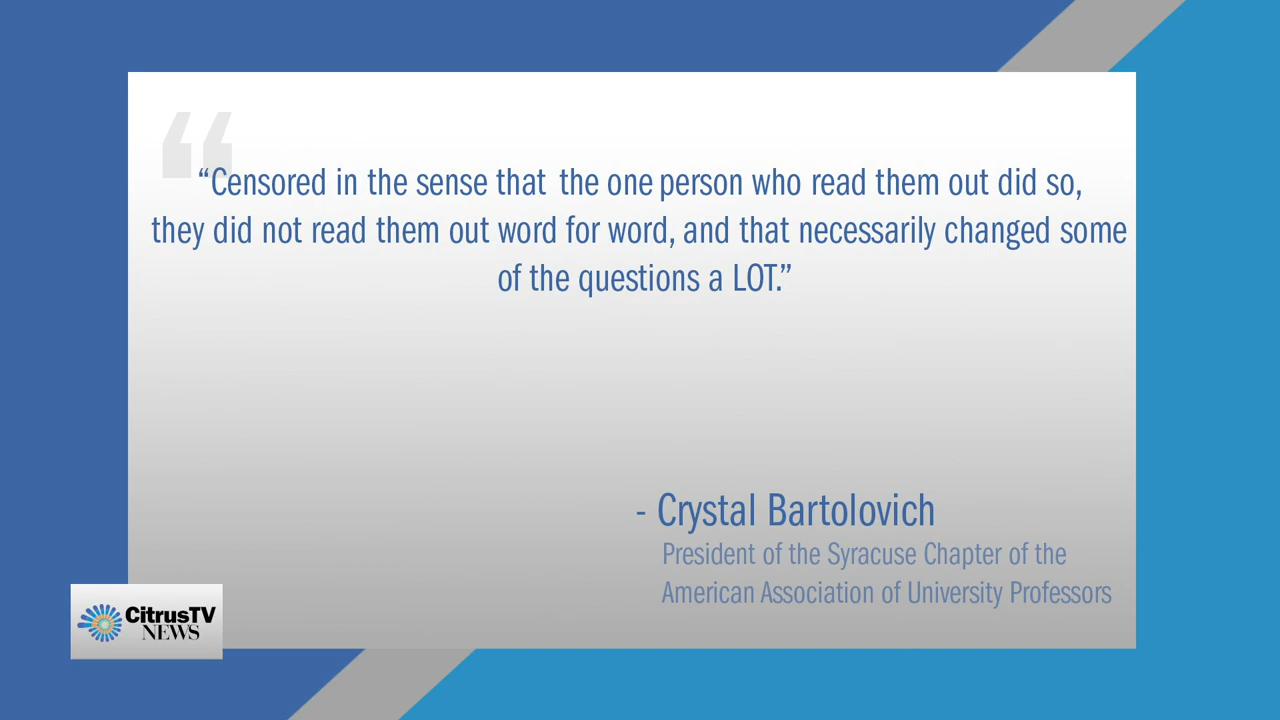 “Censored in the sense that the one person who read them out did so,
they did not read them out word for word, and that necessarily changed some
of the questions a LOT.”
- Crystal Bartolovich
President of the Syracuse Chapter of the
American Association of University Professors
CitrusTV
NEWS